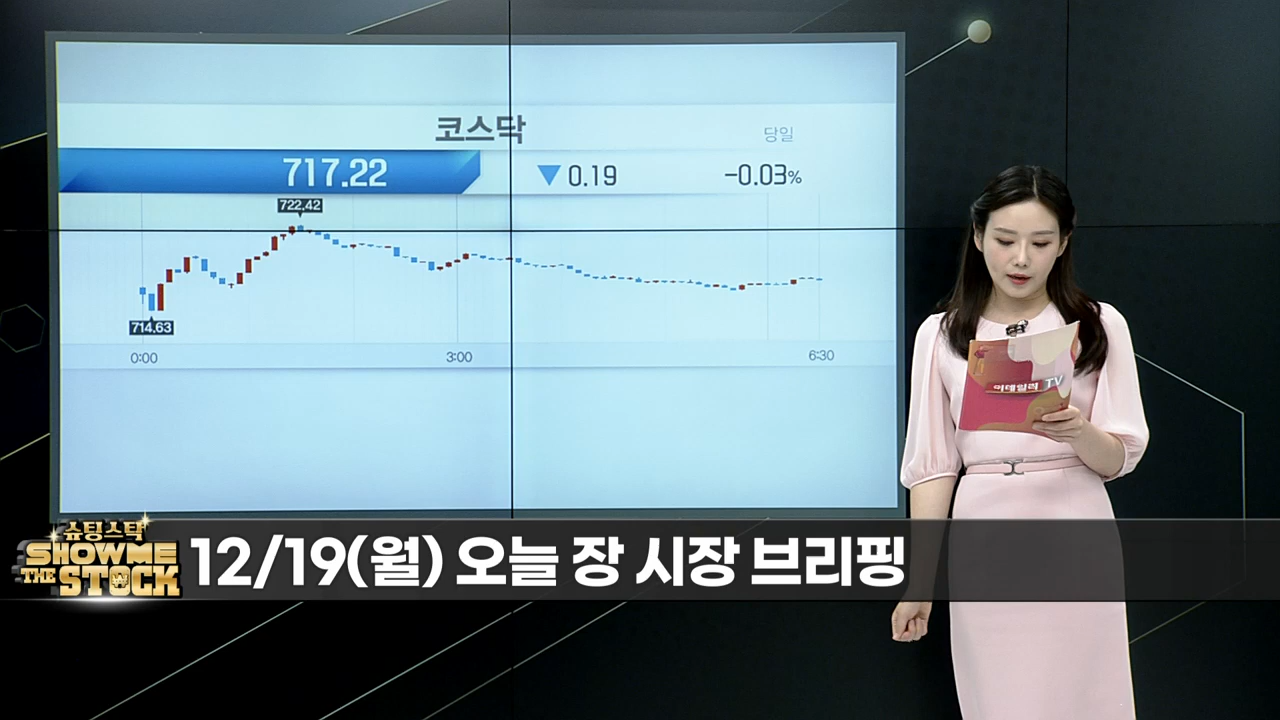 코스닥
당일
717.22
▼ 0.19
-0.03%
722.42
714.63
0:00
3:00
6:30
이데일리 TV
슈팅스탁
SHOW ME
THE STOCK
12/19(월) 오늘 장 시장 브리핑